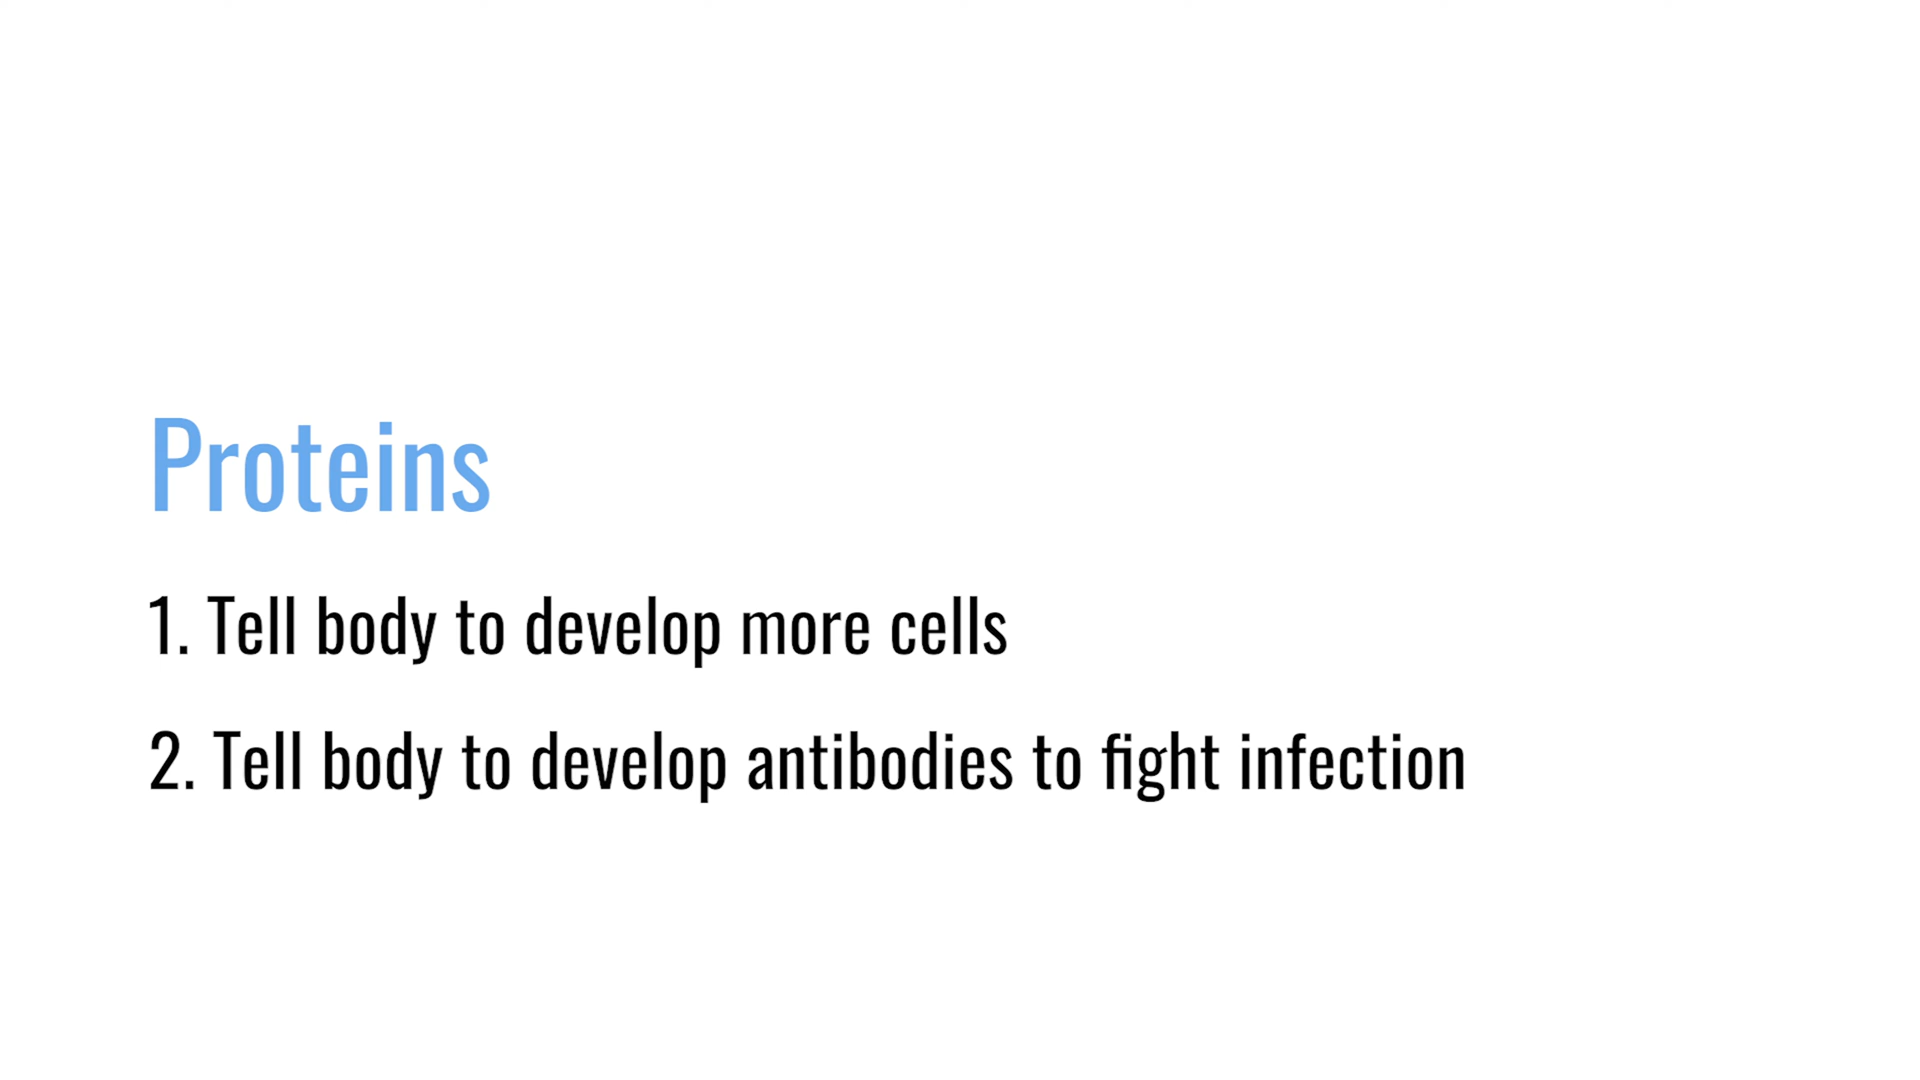 Proteins
1. Tell body to develop more cells
2. Tell body to develop antibodies to fight infection